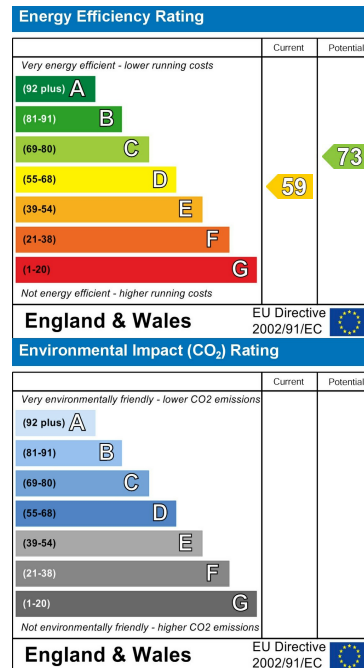 Energy Efficiency Rating
Current Potential
Very energy efficient - lower running costs
(92 plus) A
(81-91) B
(69-80) C
73
(55-68) D
59
(39-54) E
(21-38) F
(1-20) G
Not energy efficient - higher running costs
England & Wales
EU Directive
2002/91/EC
Environmental Impact (CO₂) Rating
Current Potential
Very environmentally friendly - lower CO2 emissions
(92 plus) A
(81-91) B
(69-80) C
(55-68) D
(39-54) E
(21-38) F
(1-20) G
Not environmentally friendly - higher CO2 emissions
England & Wales
EU Directive
2002/91/EC